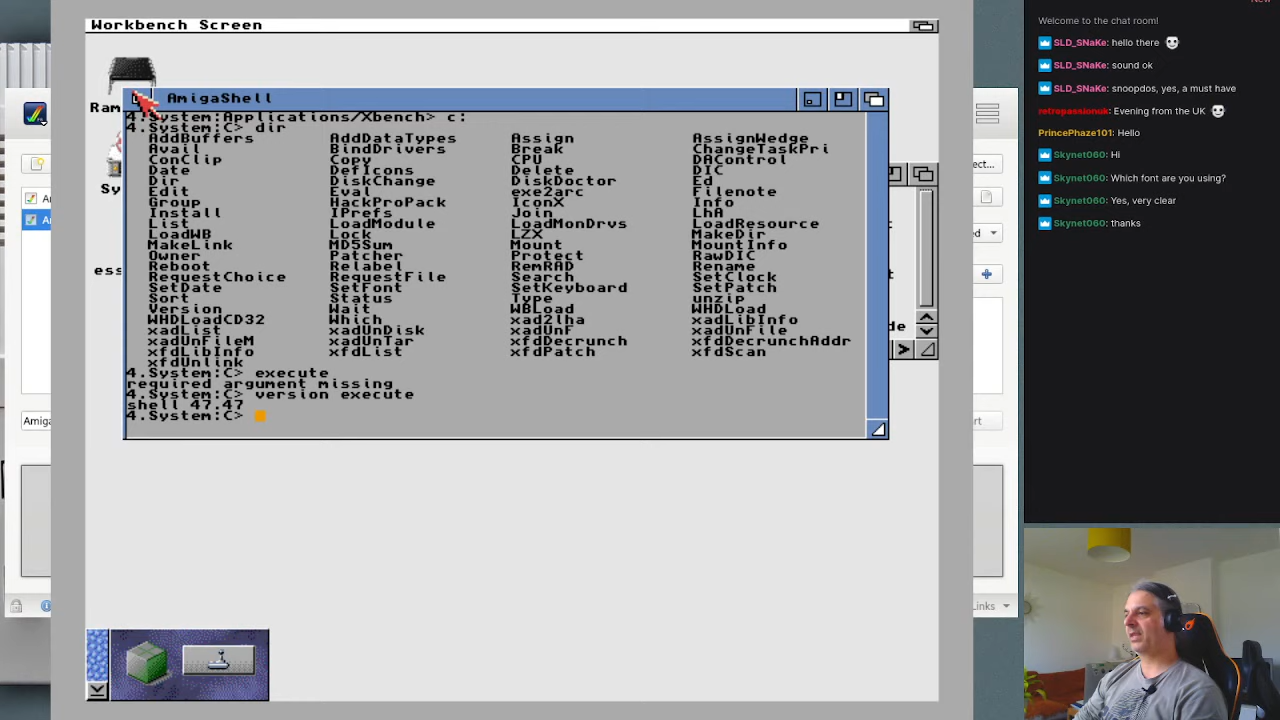 Workbench Screen
Ram
AmigaShell
4.System:Applications/Xbench> c:
4.System:C> dir
AddBuffers AddDataTypes Assign AssignWedge
Avail BindDrivers Break ChangeTaskPri
ConClip Copy CPU DAControl
Date DefIcons Delete DIC
Dir DiskChange DiskDoctor Ed
Edit Eval exe2arc Filenote
Group HackProPack IconX Info
Install IPrefs Join LhA
List LoadModule LoadMonDrvs LoadResource
LoadWB Lock LZX MakeDir
MakeLink MD5Sum Mount MountInfo
Owner Patcher Protect RawDIC
Reboot Relabel RemRAD Rename
RequestChoice RequestFile Search SetClock
SetDate SetFont SetKeyboard SetPatch
Sort Status Type unzip
Version Wait WBLoad WHDLoad
WHDLoadCD32 Which xad2lha xadLibInfo
xadList xadUnDisk xadUnF xadUnFile
xadUnFileM xadUnTar xfdDecrunch xfdDecrunchAddr
xfdLibInfo xfdList xfdPatch xfdScan
xfdUnlink
4.System:C> execute
required argument missing
4.System:C> version execute
shell 47.47
4.System:C>
Sy
ess
Amiga
ect...
de
Links
Welcome to the chat room!
SLD_SNaKe: hello there
SLD_SNaKe: sound ok
SLD_SNaKe: snoopdos, yes, a must have
retropassionuk: Evening from the UK
PrincePhaze101: Hello
Skynet060: Hi
Skynet060: Which font are you using?
Skynet060: Yes, very clear
Skynet060: thanks